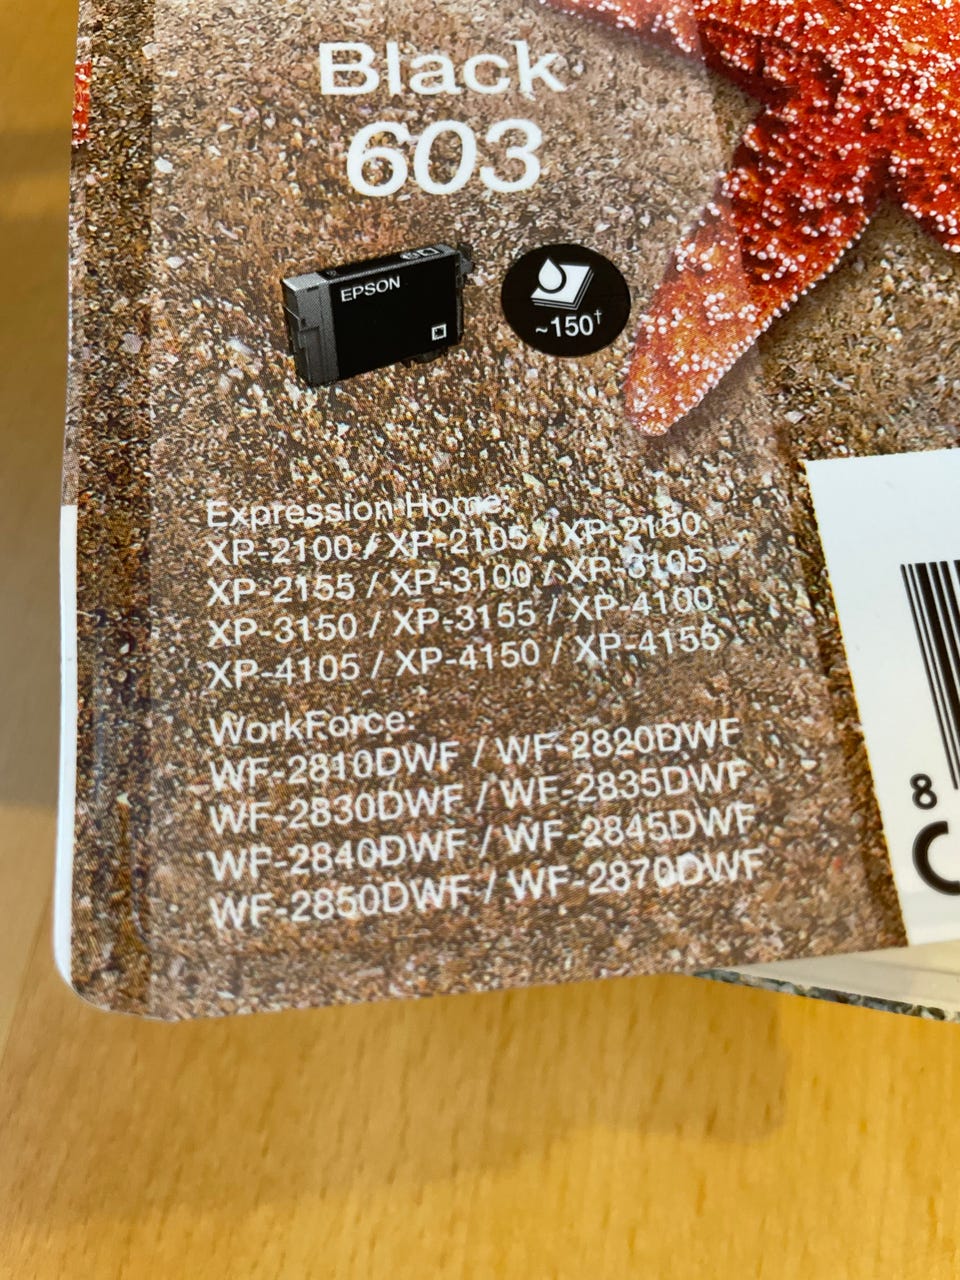 Black
603
EPSON
~150†
Expression Home:
XP-2100 / XP-2105 / XP-2150
XP-2155 / XP-3100 / XP-3105
XP-3150 / XP-3155 / XP-4100
XP-4105 / XP-4150 / XP-4155
WorkForce:
WF-2810DWF / WF-2820DWF
WF-2830DWF / WF-2835DWF
WF-2840DWF / WF-2845DWF
WF-2850DWF / WF-2870DWF
8
C